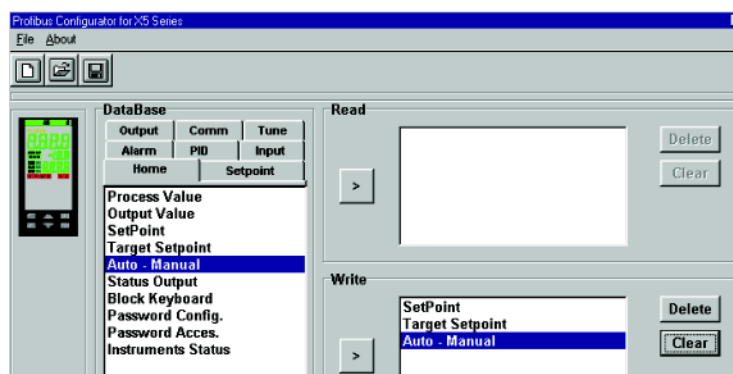 Profibus Configurator for X5 Series
File About
DataBase
Output Comm Tune
Alarm PID Input
Home Setpoint
Process Value
Output Value
SetPoint
Target Setpoint
Auto - Manual
Status Output
Block Keyboard
Password Config.
Password Acces.
Instruments Status
Read
>
Delete
Clear
Write
>
SetPoint
Target Setpoint
Auto - Manual
Delete
Clear